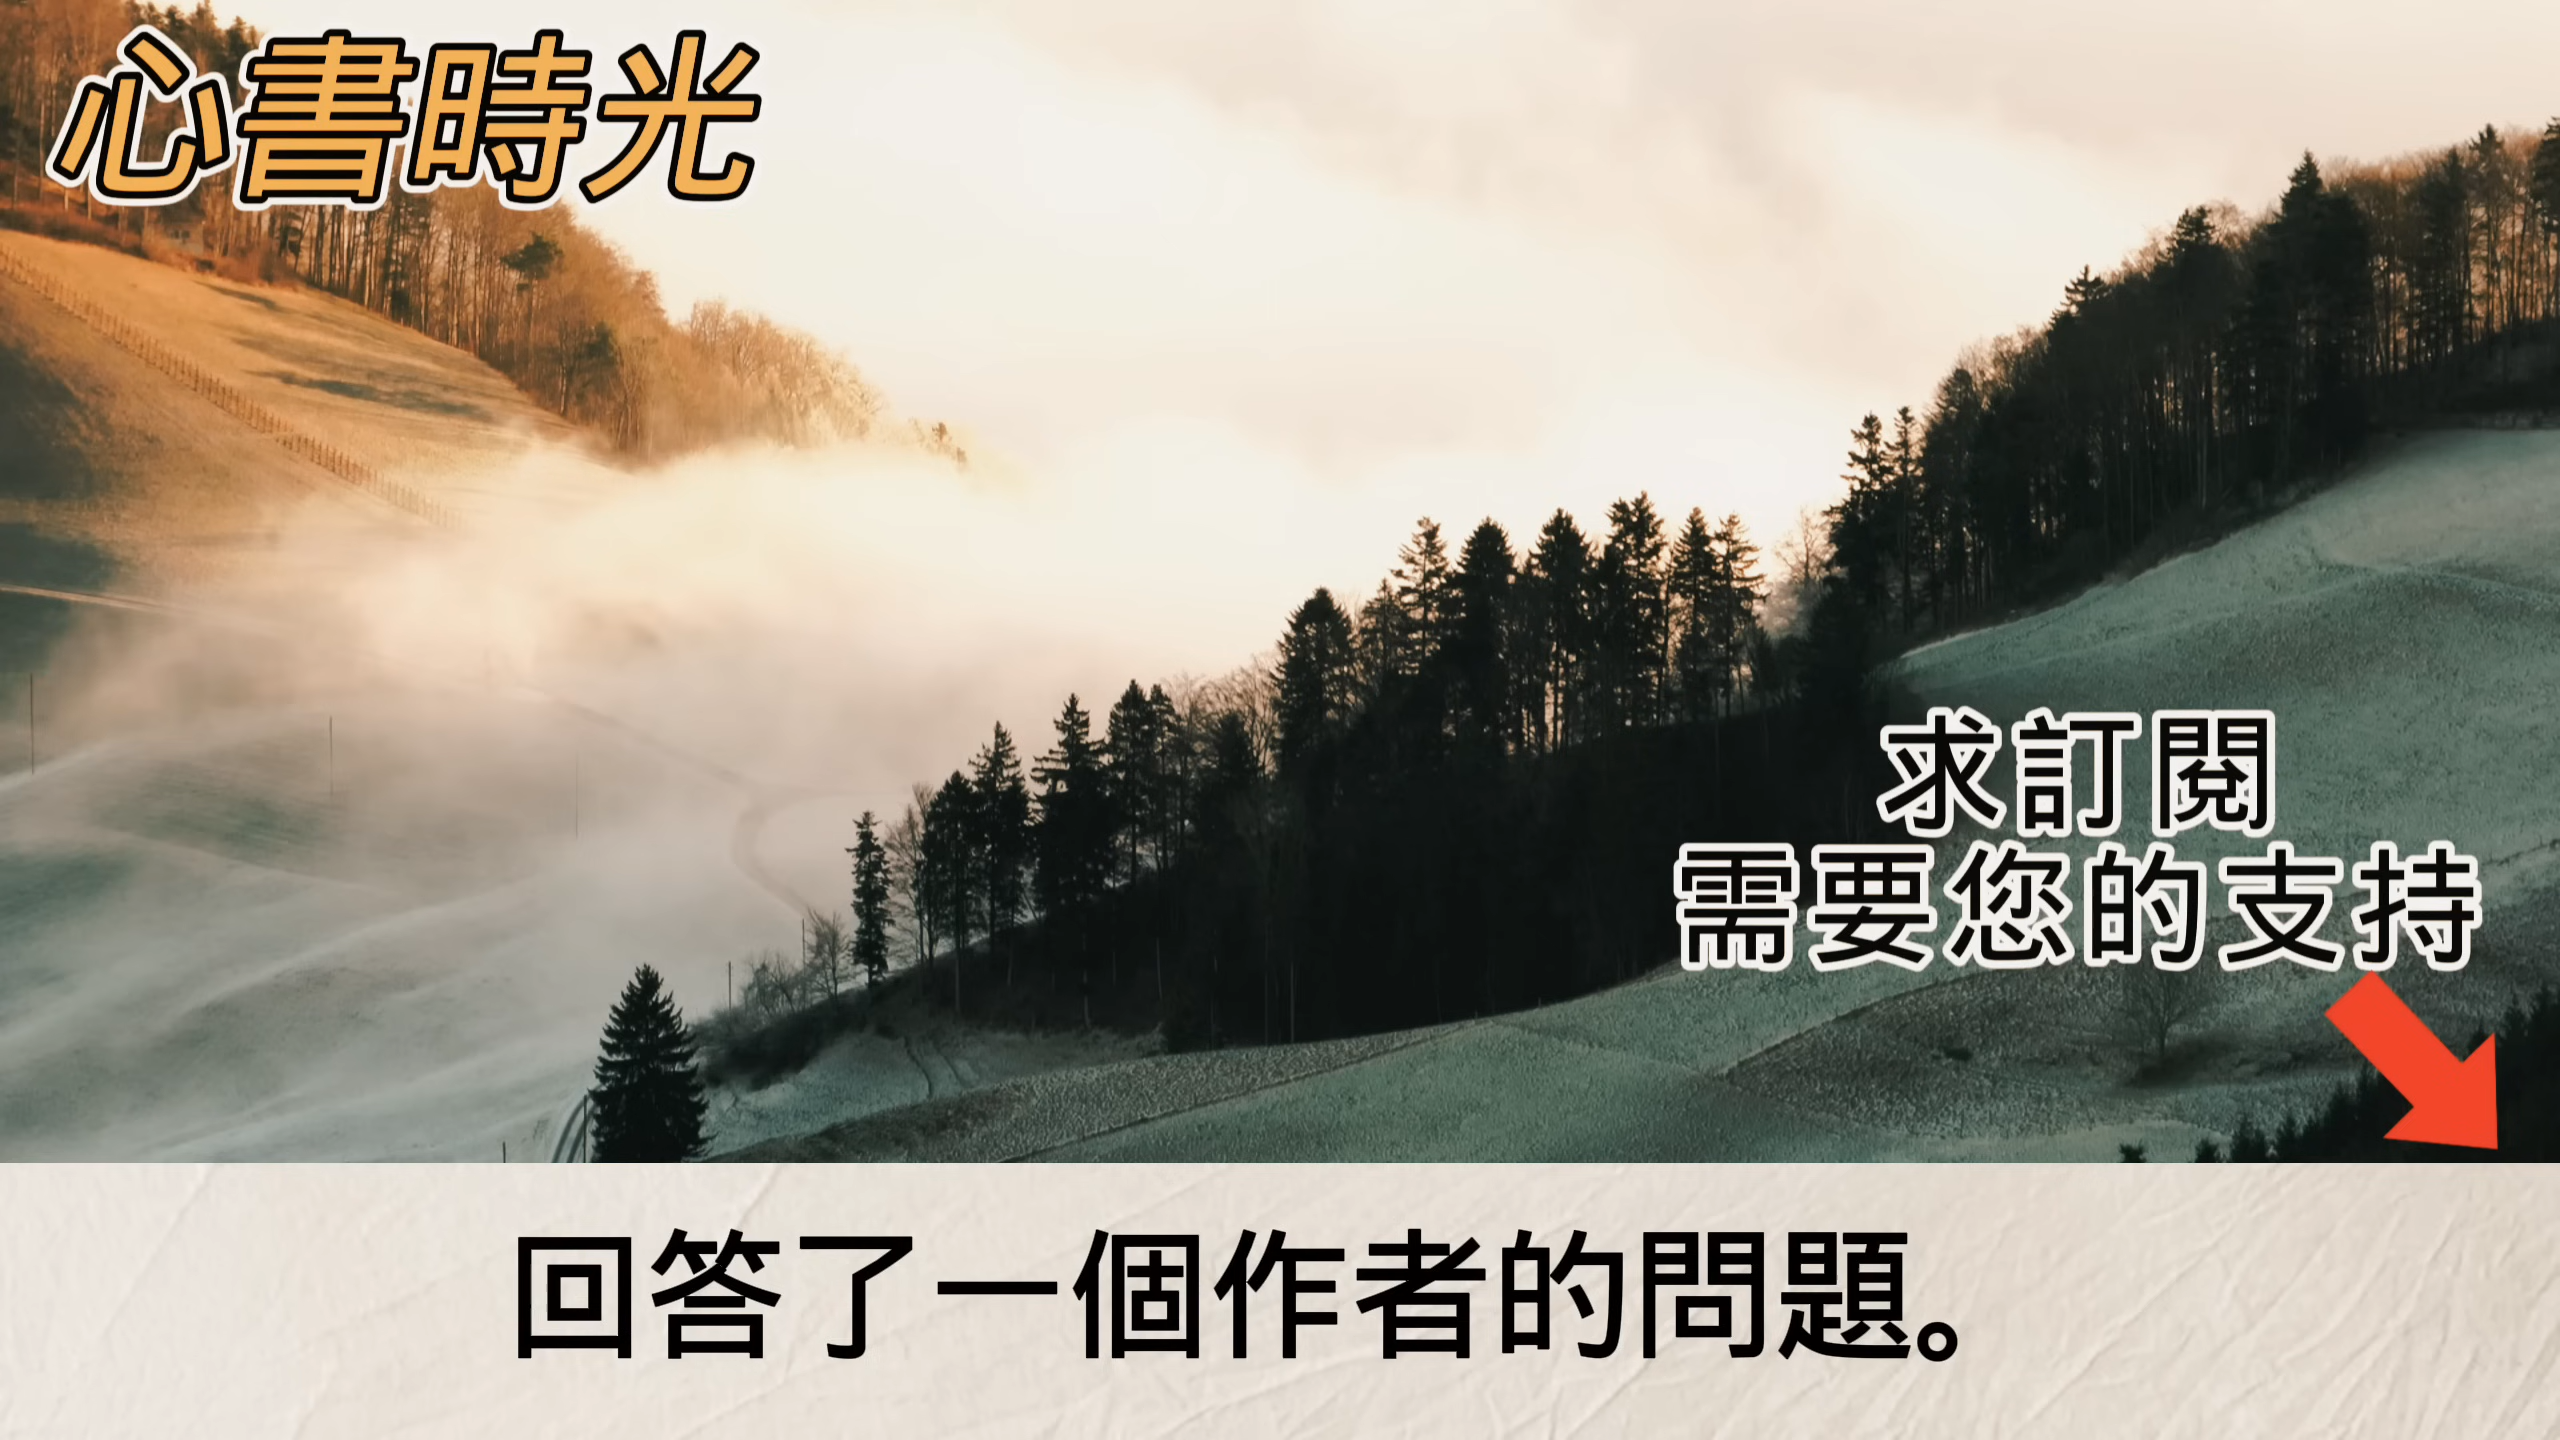 心書時光
求訂閱
需要您的支持
回答了一個作者的問題。